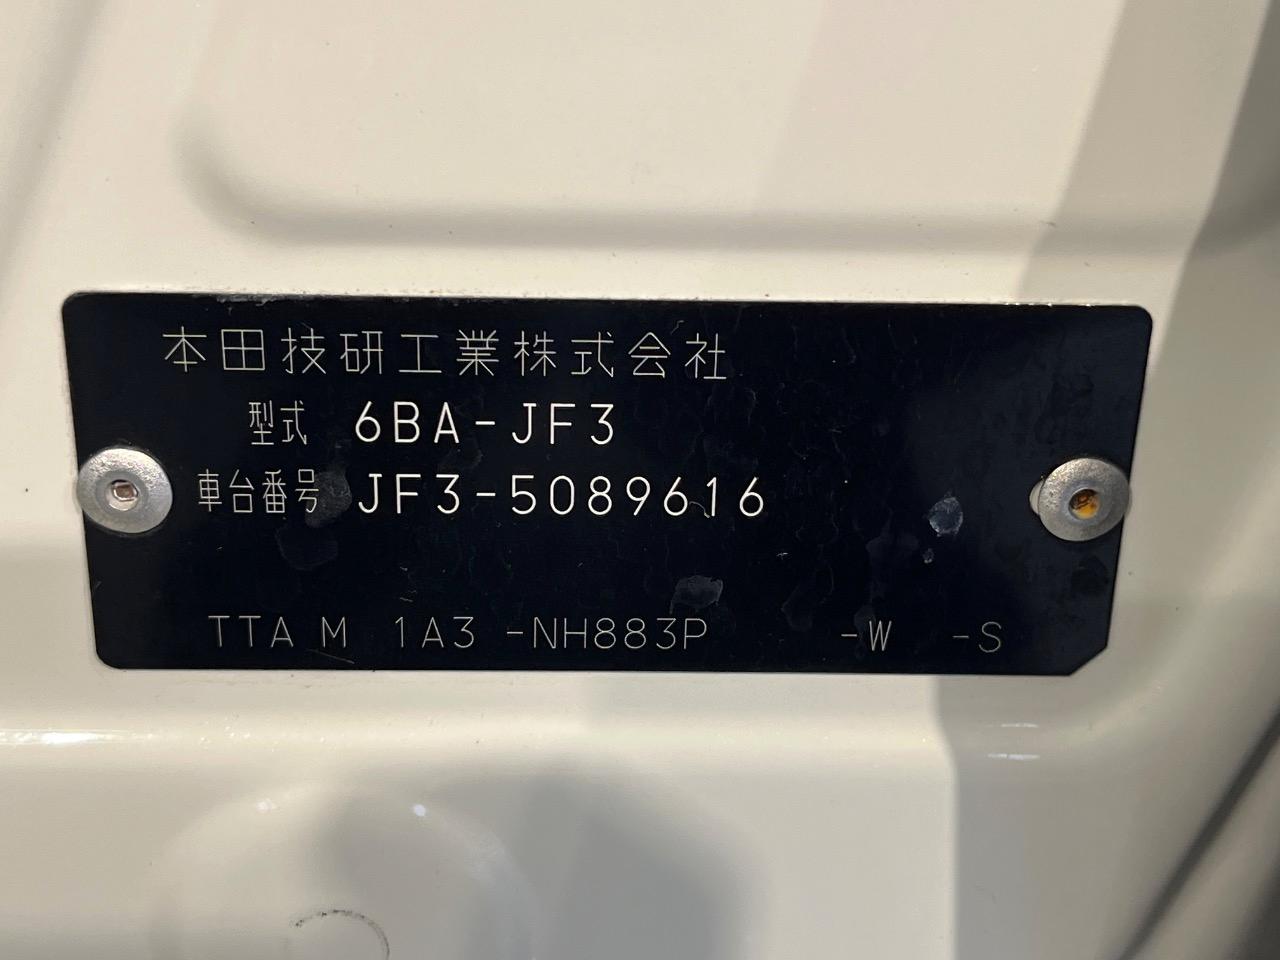 本田技研工業株式会社
型式 6BA-JF3
車台番号 JF3-5089616
TTA M 1A3 -NH883P -W -S